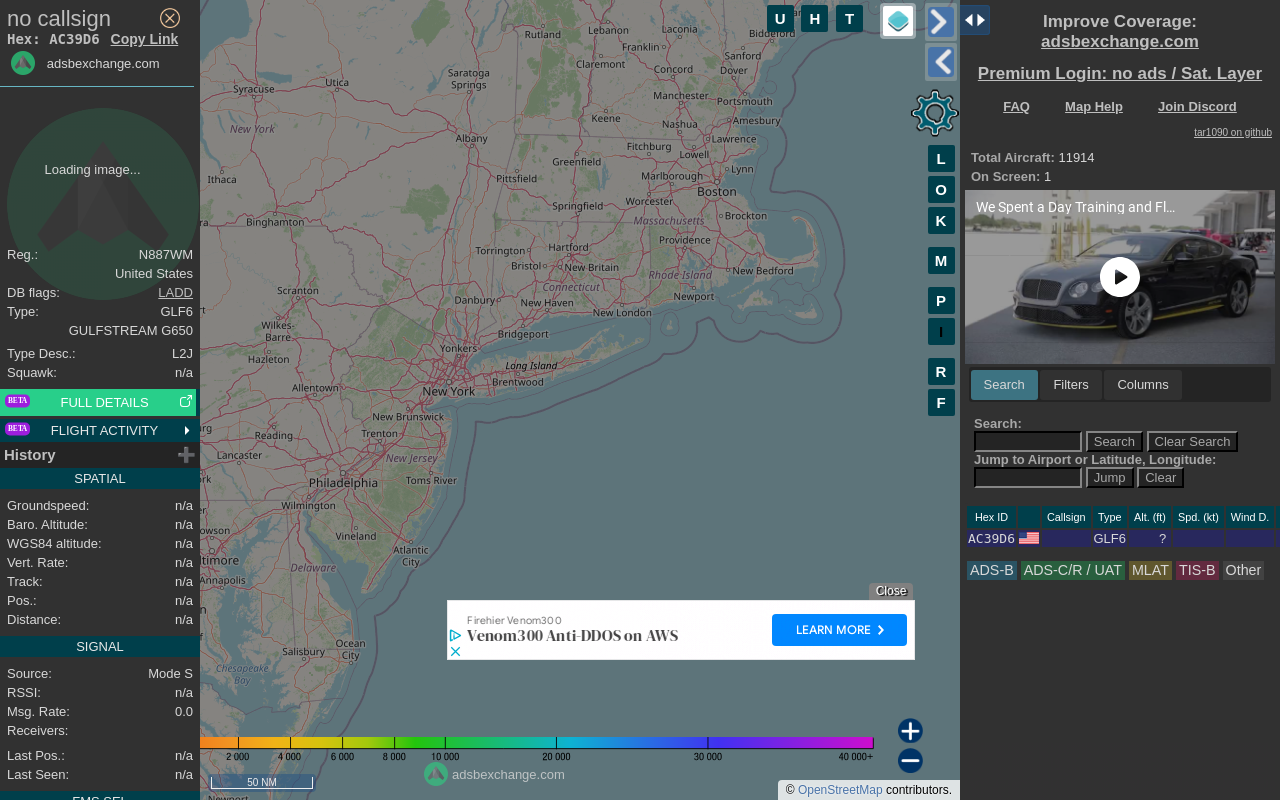 no callsign
Hex: AC39D6 Copy Link
adsbexchange.com
Loading image...
Reg.: N887WM
United States
DB flags: LADD
Type: GLF6
GULFSTREAM G650
Type Desc.: L2J
Squawk: n/a
BETA FULL DETAILS
BETA FLIGHT ACTIVITY
History
SPATIAL
Groundspeed: n/a
Baro. Altitude: n/a
WGS84 altitude: n/a
Vert. Rate: n/a
Track: n/a
Pos.: n/a
Distance: n/a
SIGNAL
Source: Mode S
RSSI: n/a
Msg. Rate: 0.0
Receivers:
Last Pos.: n/a
Last Seen: n/a
U H T
L
O
K
M
P
I
R
F
Rutland
Lebanon
Laconia
Biddeford
Franklin
Sanford
Claremont
Concord
Dover
Saratoga
Springs
Utica
Syracuse
Manchester
Portsmouth
Keene
Nashua
Amesbury
New York
Albany
Lawrence
Fitchburg
Lowell
Greenfield
Lynn
Ithaca
Pittsfield
Marlborough
Boston
Worcester
Springfield
Binghamton
Massachusetts
Brockton
Providence
Torrington
Hartford
Bristol
New Britain
Rhode Island
New Bedford
Connecticut
Scranton
Danbury
New Haven
Newport
New London
Wilkes-
Barre
Bridgeport
Yonkers
Hazleton
Long Island
Allentown
New York
Brentwood
New Brunswick
Reading
Trenton
Lancaster
New Jersey
Philadelphia
Toms River
Wilmington
Vineland
Atlantic
City
Delaware
Annapolis
Salisbury
Ocean
City
Chesapeake
Bay
Close
Firehier Venom300
Venom300 Anti-DDOS on AWS
LEARN MORE
2 000 4 000 6 000 8 000 10 000 20 000 30 000 40 000+
adsbexchange.com
50 NM
© OpenStreetMap contributors.
Improve Coverage:
adsbexchange.com
Premium Login: no ads / Sat. Layer
FAQ Map Help Join Discord
tar1090 on github
Total Aircraft: 11914
On Screen: 1
We Spent a Day Training and Fl...
Search Filters Columns
Search:
Search Clear Search
Jump to Airport or Latitude, Longitude:
Jump Clear
Hex ID Callsign Type Alt. (ft) Spd. (kt) Wind D.
AC39D6 GLF6 ?
ADS-B ADS-C/R / UAT MLAT TIS-B Other